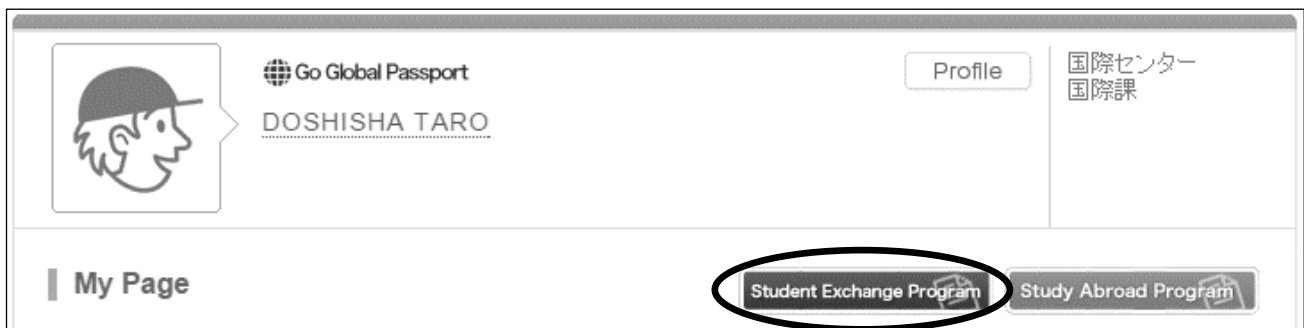 Go Global Passport
DOSHISHA TARO
Profile
国際センター
国際課
My Page
Student Exchange Program
Study Abroad Program